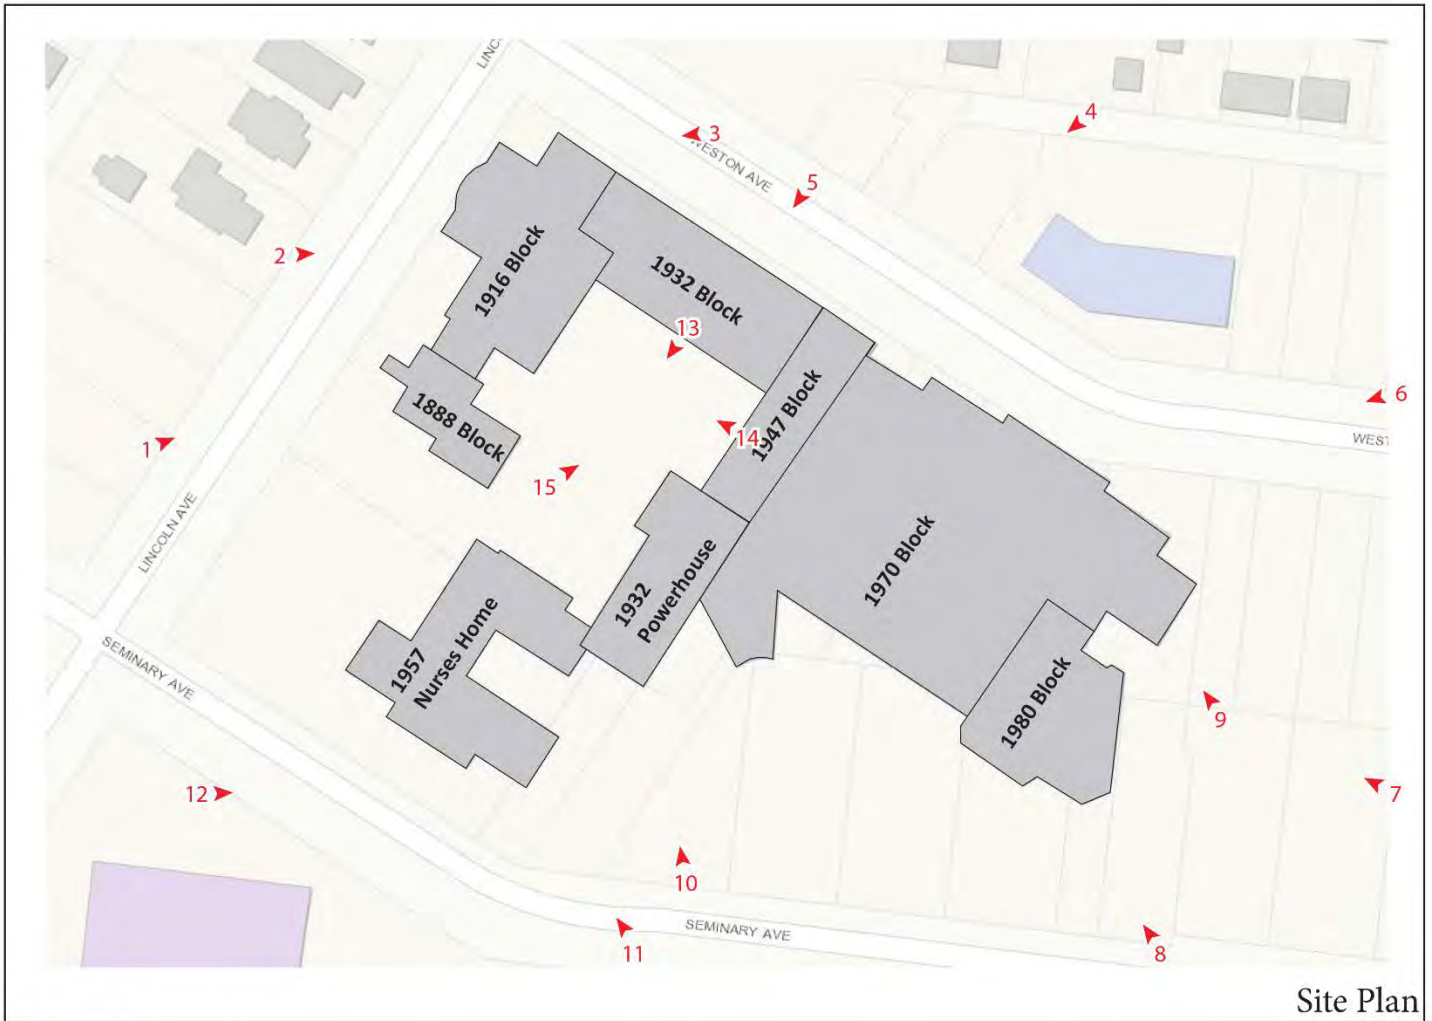 LINC
3
WESTON AVE
4
5
2
1916 Block
1932 Block
13
6
WEST
1888 Block
14
1947 Block
1
15
LINCOLN AVE
1970 Block
1932
Powerhouse
1957
Nurses Home
SEMINARY AVE
1980 Block
9
12
7
10
11
SEMINARY AVE
8
Site Plan